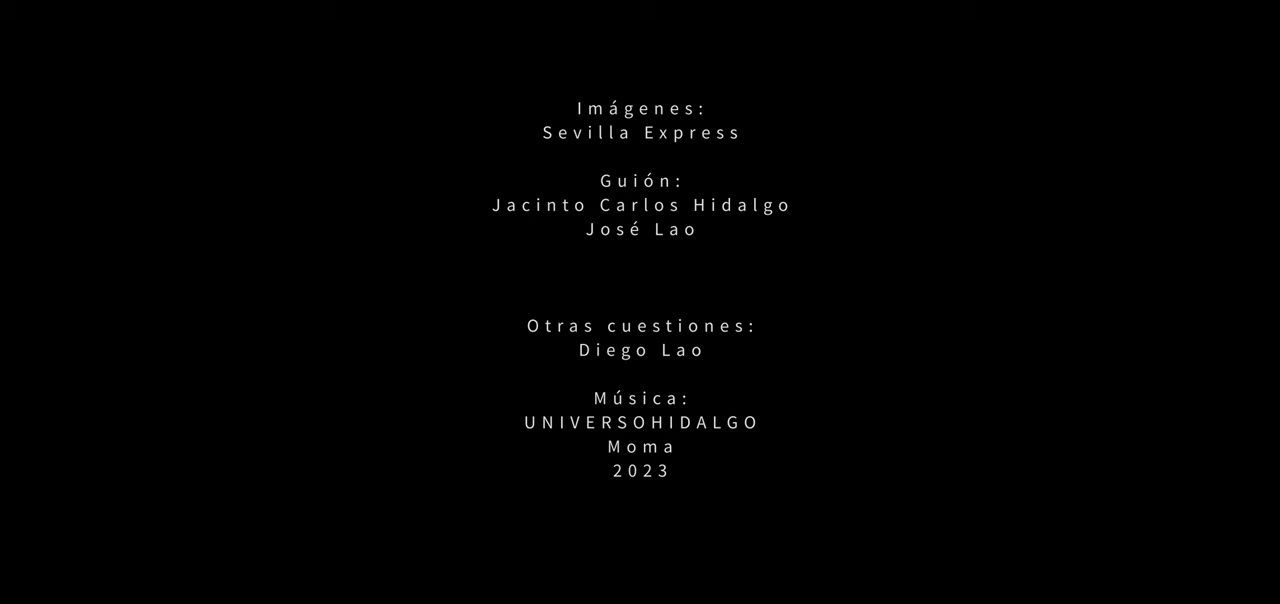 Imágenes:
Sevilla Express
Guión:
Jacinto Carlos Hidalgo
José Lao
Otras cuestiones:
Diego Lao
Música:
UNIVERSOHIDALGO
Moma
2023